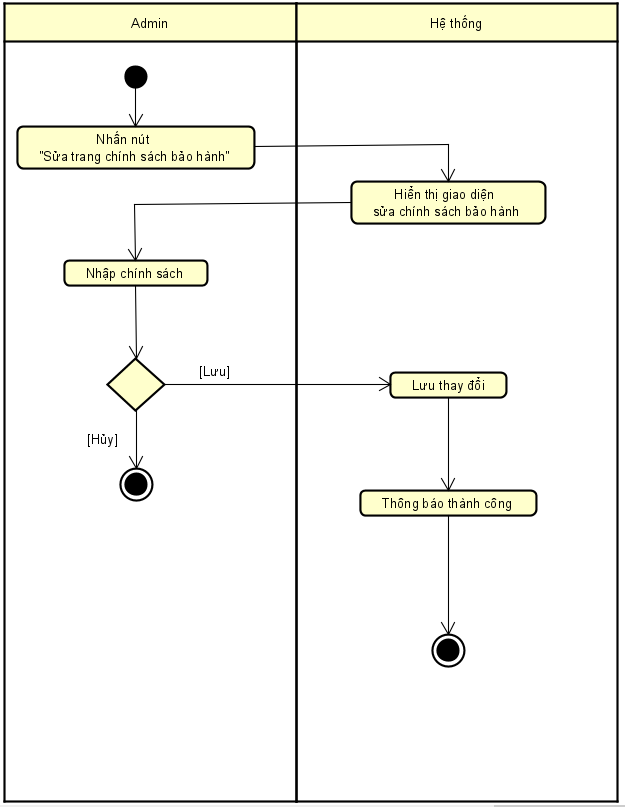 Admin
Hệ thống
Nhấn nút
"Sửa trang chính sách bảo hành"
Hiển thị giao diện
sửa chính sách bảo hành
Nhập chính sách
[Lưu]
Lưu thay đổi
[Hủy]
Thông báo thành công